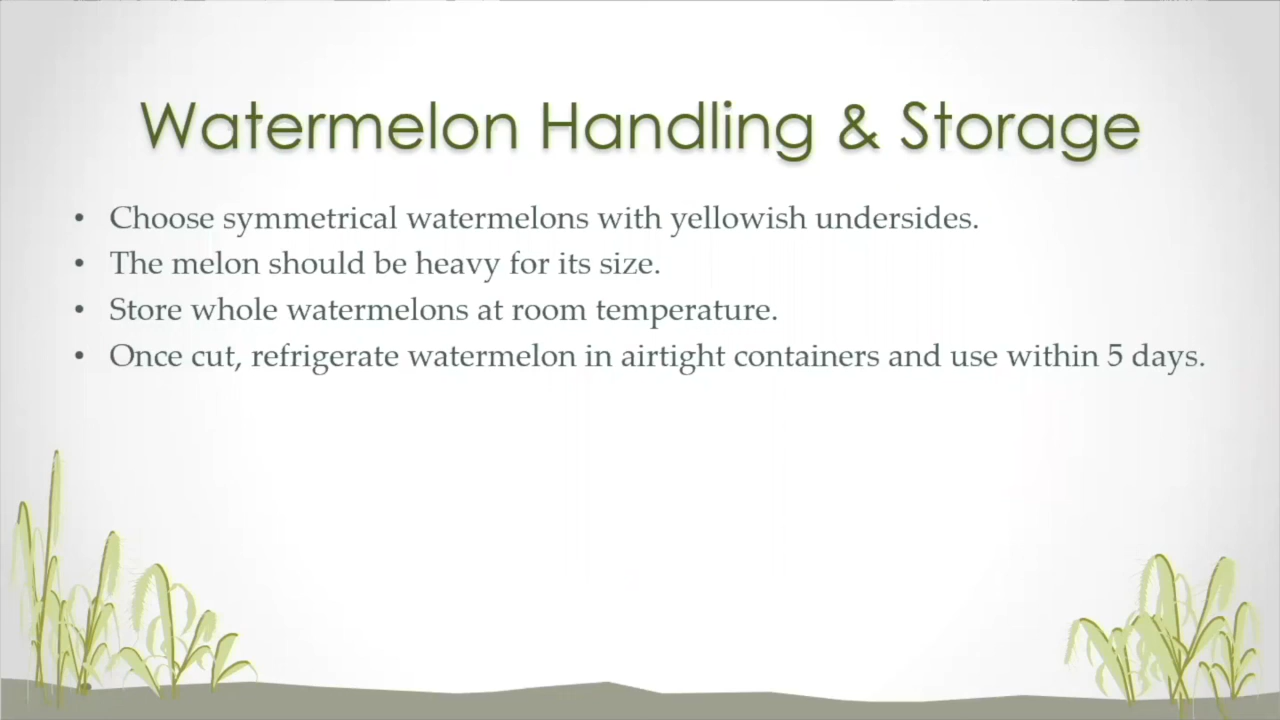 Watermelon Handling & Storage
• Choose symmetrical watermelons with yellowish undersides.
• The melon should be heavy for its size.
• Store whole watermelons at room temperature.
• Once cut, refrigerate watermelon in airtight containers and use within 5 days.